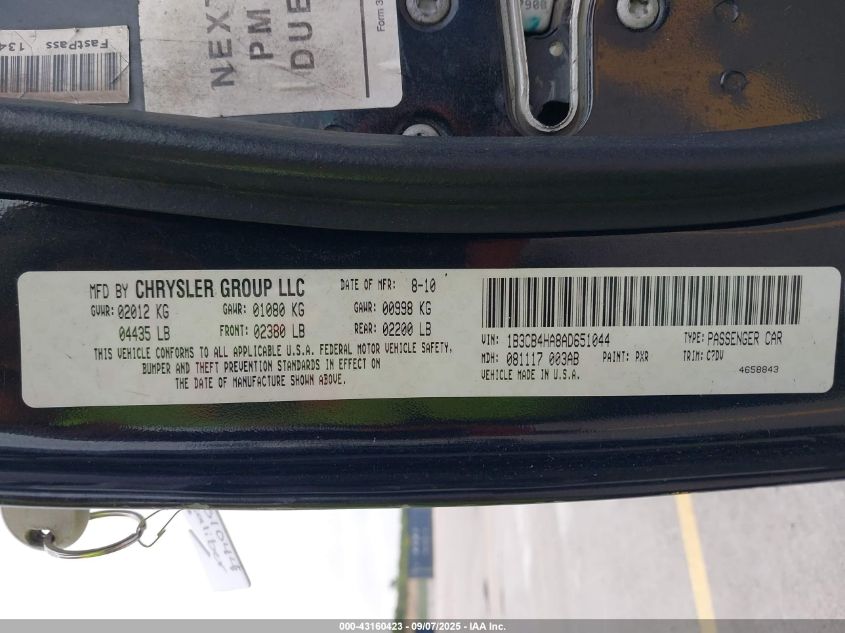 FastPass
134
NEXT
PM
DUE
Form 3
MFD BY CHRYSLER GROUP LLC
DATE OF MFR: 8-10
GVWR: 02012 KG GAWR: 01080 KG GAWR: 00998 KG
04435 LB FRONT: 02380 LB REAR: 02200 LB
THIS VEHICLE CONFORMS TO ALL APPLICABLE U.S.A. FEDERAL MOTOR VEHICLE SAFETY,
BUMPER AND THEFT PREVENTION STANDARDS IN EFFECT ON
THE DATE OF MANUFACTURE SHOWN ABOVE.
VIN: 1B3CB4HA8AD651044 TYPE: PASSENGER CAR
MDH: 081117 003AB PAINT: PXR TRIM: C7DV
VEHICLE MADE IN U.S.A. 4658843
000-43160423 - 09/07/2025 - IAA Inc.